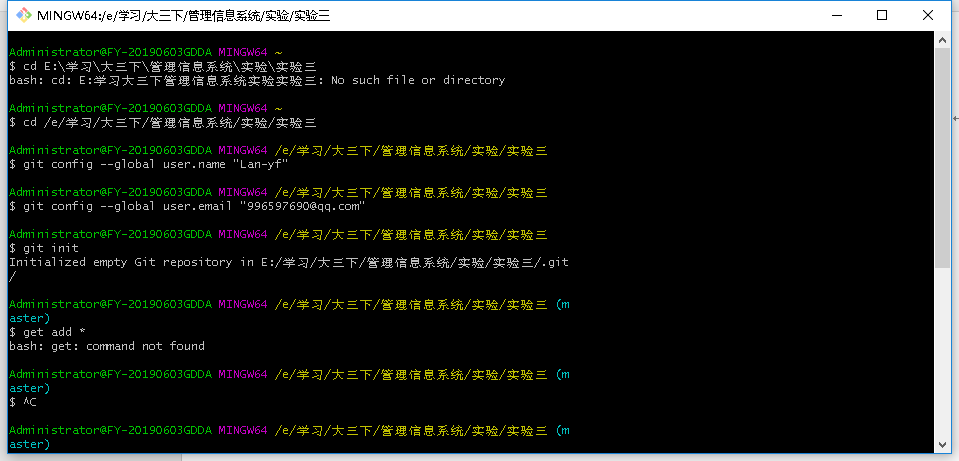 MINGW64:/e/学习/大三下/管理信息系统/实验/实验三
Administrator@FY-20190603GDDA MINGW64 ~
$ cd E:\学习\大三下\管理信息系统\实验\实验三
bash: cd: E:学习大三下管理信息系统实验实验三: No such file or directory
Administrator@FY-20190603GDDA MINGW64 ~
$ cd /e/学习/大三下/管理信息系统/实验/实验三
Administrator@FY-20190603GDDA MINGW64 /e/学习/大三下/管理信息系统/实验/实验三
$ git config --global user.name "Lan-yf"
Administrator@FY-20190603GDDA MINGW64 /e/学习/大三下/管理信息系统/实验/实验三
$ git config --global user.email "996597690@qq.com"
Administrator@FY-20190603GDDA MINGW64 /e/学习/大三下/管理信息系统/实验/实验三
$ git init
Initialized empty Git repository in E:/学习/大三下/管理信息系统/实验/实验三/.git
/
Administrator@FY-20190603GDDA MINGW64 /e/学习/大三下/管理信息系统/实验/实验三 (m
aster)
$ get add *
bash: get: command not found
Administrator@FY-20190603GDDA MINGW64 /e/学习/大三下/管理信息系统/实验/实验三 (m
aster)
$ ^C
Administrator@FY-20190603GDDA MINGW64 /e/学习/大三下/管理信息系统/实验/实验三 (m
aster)